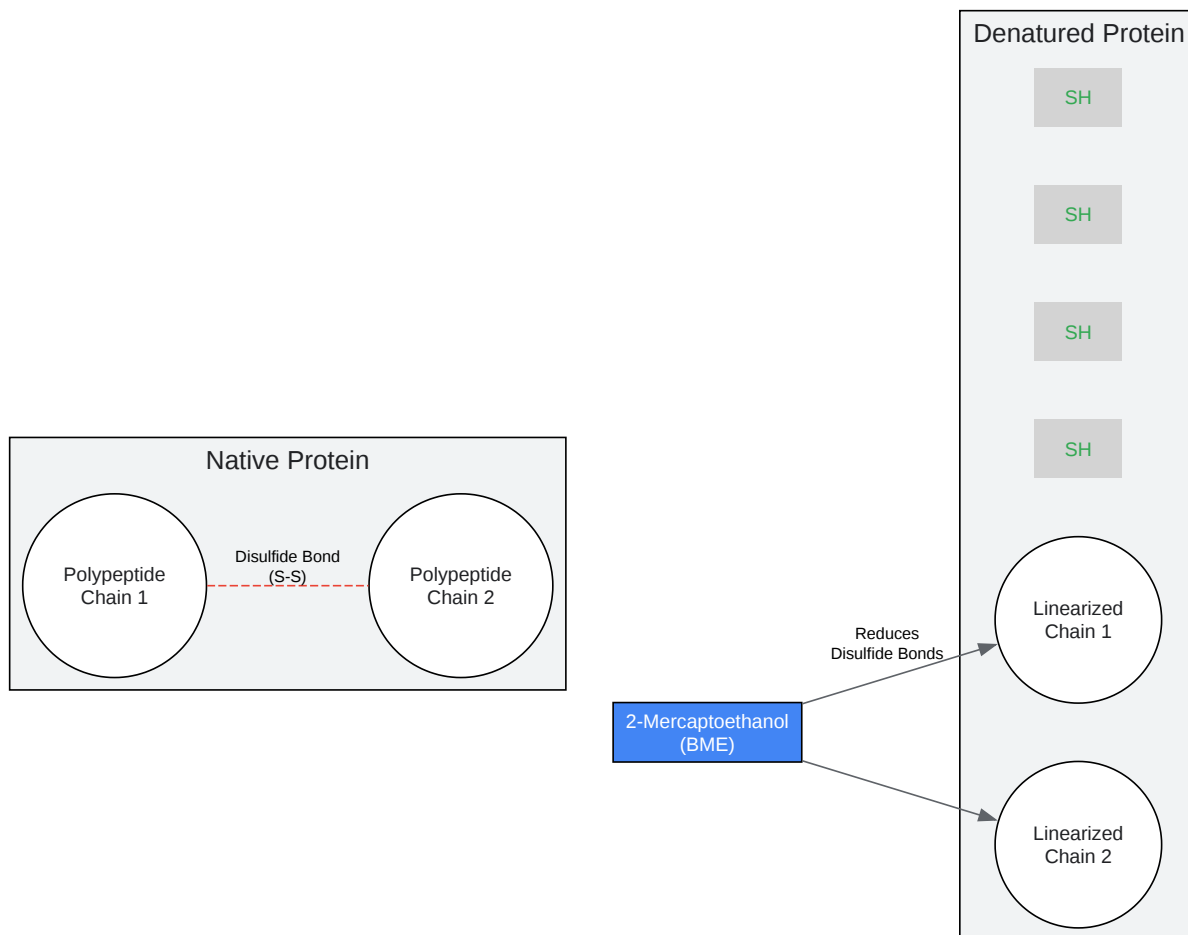 Denatured Protein
SH
SH
SH
SH
Native Protein
Polypeptide
Chain 1
Disulfide Bond
(S-S)
Polypeptide
Chain 2
Linearized
Chain 1
Reduces
Disulfide Bonds
2-Mercaptoethanol
(BME)
Linearized
Chain 2